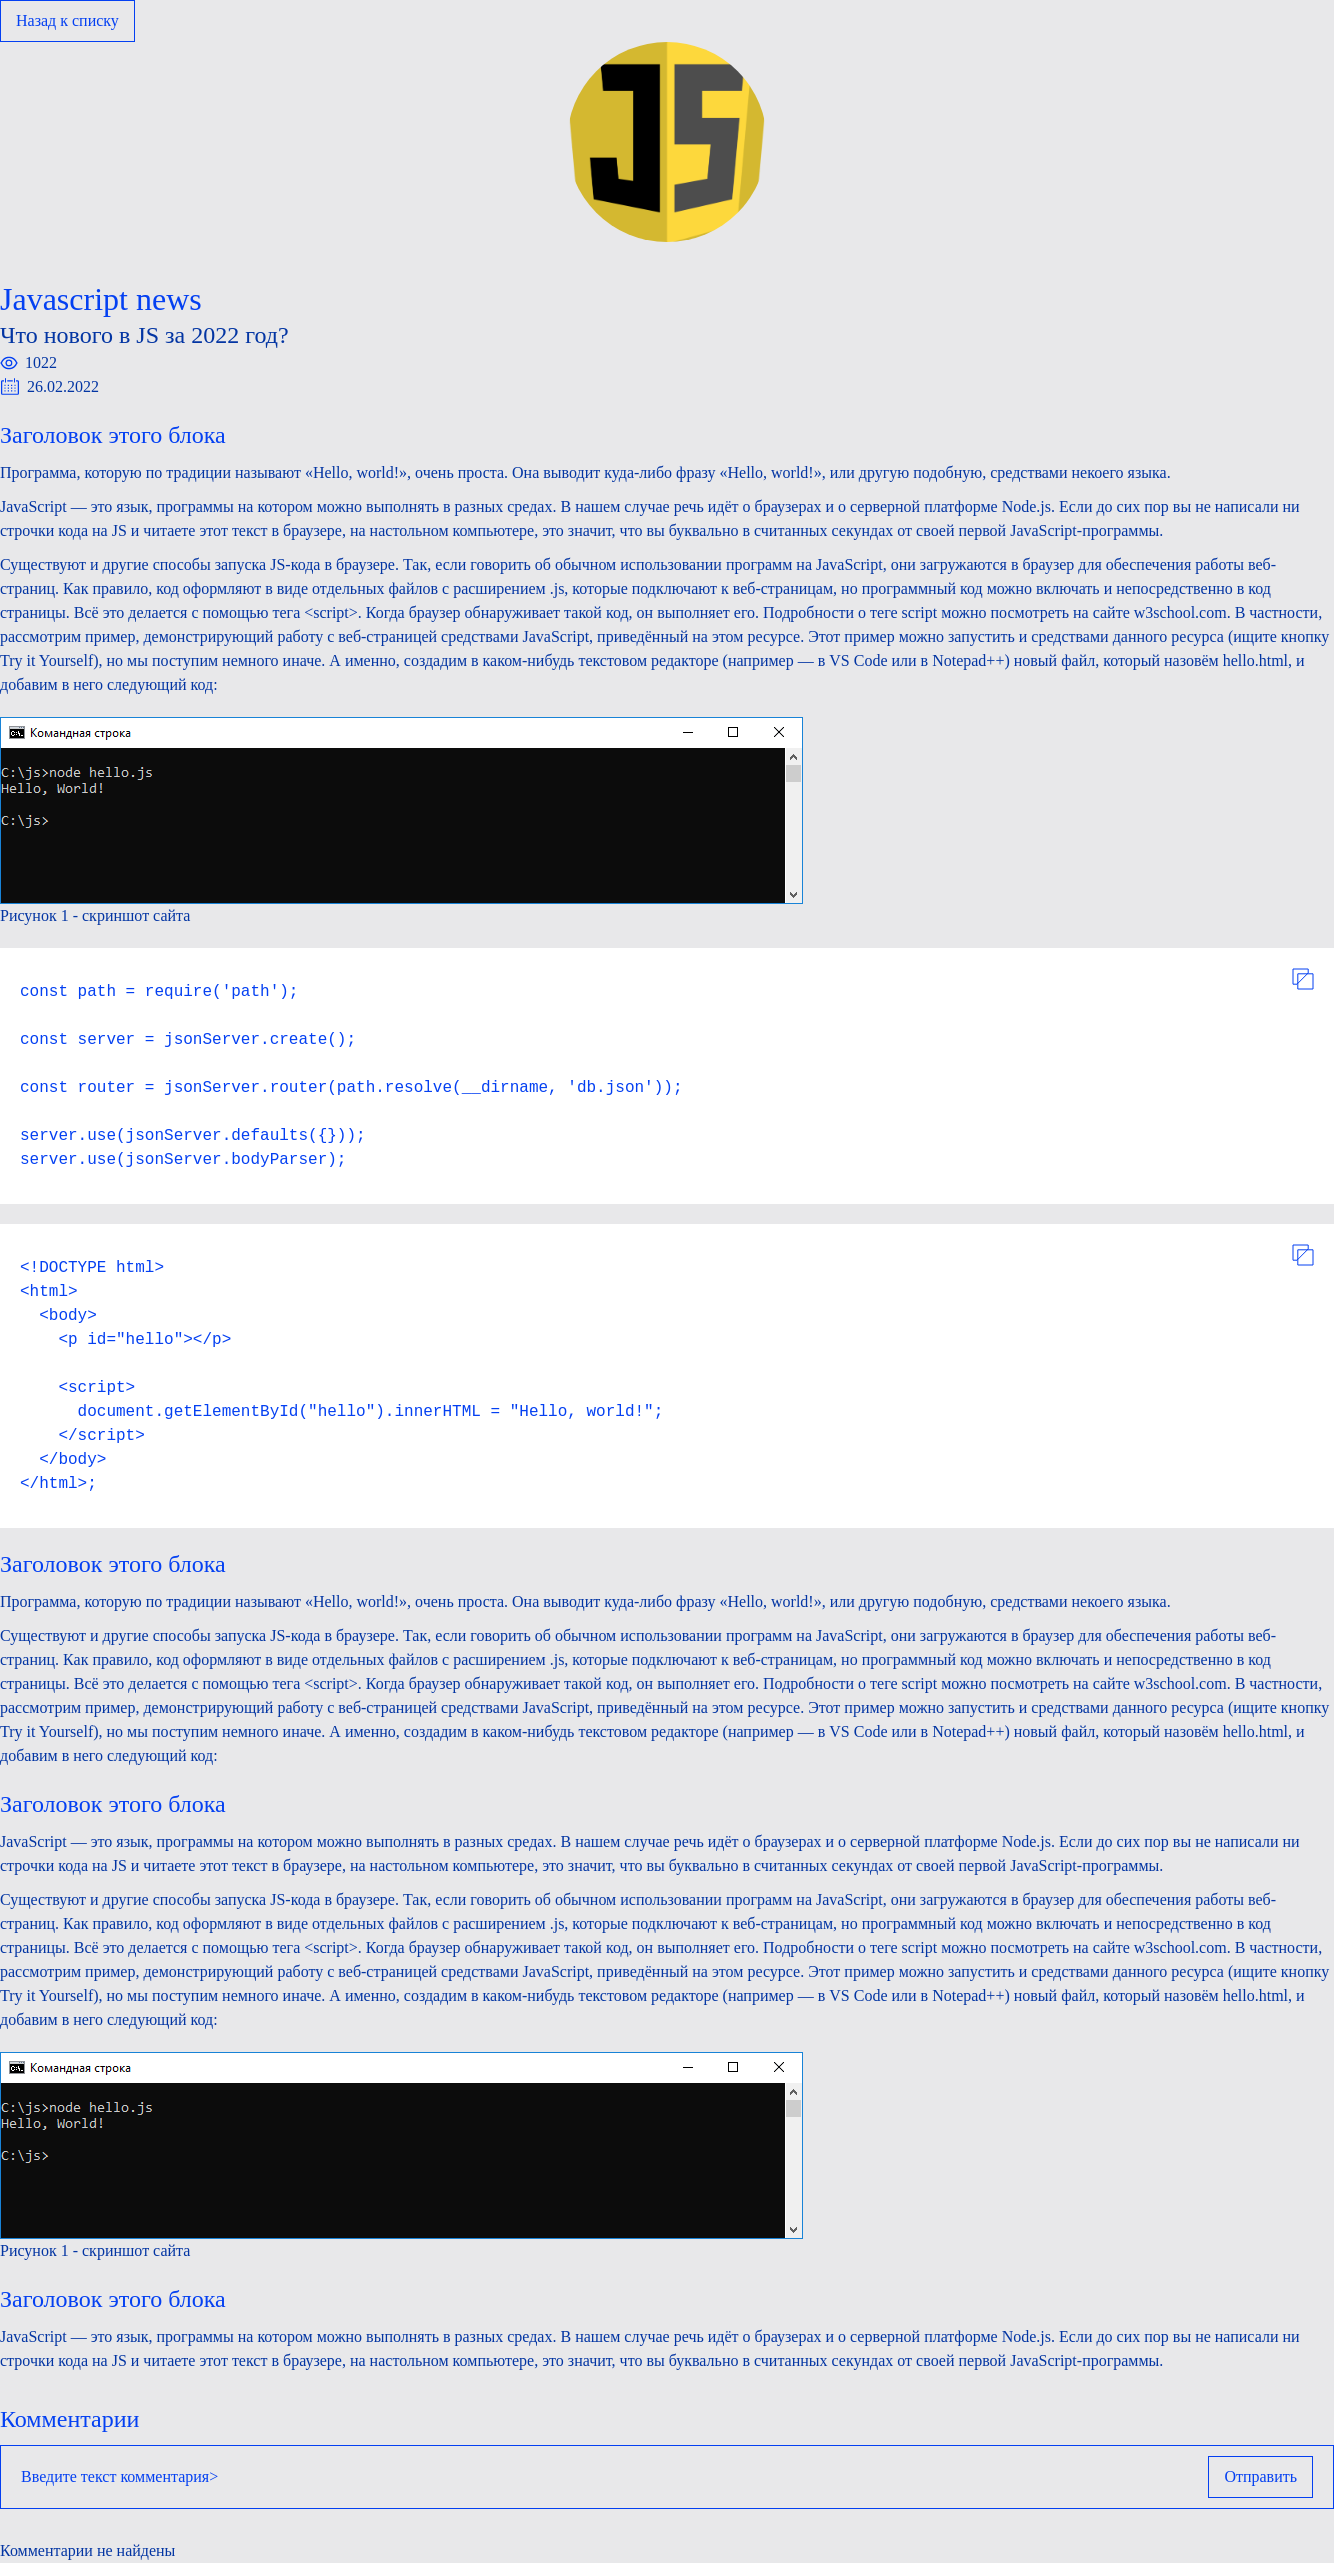 Назад к списку
JS
Javascript news
Что нового в JS за 2022 год?
1022
26.02.2022
Заголовок этого блока
Программа, которую по традиции называют «Hello, world!», очень проста. Она выводит куда-либо фразу «Hello, world!», или другую подобную, средствами некоего языка.
JavaScript — это язык, программы на котором можно выполнять в разных средах. В нашем случае речь идёт о браузерах и о серверной платформе Node.js. Если до сих пор вы не написали ни
строчки кода на JS и читаете этот текст в браузере, на настольном компьютере, это значит, что вы буквально в считанных секундах от своей первой JavaScript-программы.
Существуют и другие способы запуска JS-кода в браузере. Так, если говорить об обычном использовании программ на JavaScript, они загружаются в браузер для обеспечения работы веб-
страниц. Как правило, код оформляют в виде отдельных файлов с расширением .js, которые подключают к веб-страницам, но программный код можно включать и непосредственно в код
страницы. Всё это делается с помощью тега <script>. Когда браузер обнаруживает такой код, он выполняет его. Подробности о теге script можно посмотреть на сайте w3school.com. В частности,
рассмотрим пример, демонстрирующий работу с веб-страницей средствами JavaScript, приведённый на этом ресурсе. Этот пример можно запустить и средствами данного ресурса (ищите кнопку
Try it Yourself), но мы поступим немного иначе. А именно, создадим в каком-нибудь текстовом редакторе (например — в VS Code или в Notepad++) новый файл, который назовём hello.html, и
добавим в него следующий код:
Командная строка
C:\js>node hello.js
Hello, World!
C:\js>
Рисунок 1 - скриншот сайта
const path = require('path');
const server = jsonServer.create();
const router = jsonServer.router(path.resolve(__dirname, 'db.json'));
server.use(jsonServer.defaults({}));
server.use(jsonServer.bodyParser);
<!DOCTYPE html>
<html>
  <body>
    <p id="hello"></p>
    <script>
      document.getElementById("hello").innerHTML = "Hello, world!";
    </script>
  </body>
</html>;
Заголовок этого блока
Программа, которую по традиции называют «Hello, world!», очень проста. Она выводит куда-либо фразу «Hello, world!», или другую подобную, средствами некоего языка.
Существуют и другие способы запуска JS-кода в браузере. Так, если говорить об обычном использовании программ на JavaScript, они загружаются в браузер для обеспечения работы веб-
страниц. Как правило, код оформляют в виде отдельных файлов с расширением .js, которые подключают к веб-страницам, но программный код можно включать и непосредственно в код
страницы. Всё это делается с помощью тега <script>. Когда браузер обнаруживает такой код, он выполняет его. Подробности о теге script можно посмотреть на сайте w3school.com. В частности,
рассмотрим пример, демонстрирующий работу с веб-страницей средствами JavaScript, приведённый на этом ресурсе. Этот пример можно запустить и средствами данного ресурса (ищите кнопку
Try it Yourself), но мы поступим немного иначе. А именно, создадим в каком-нибудь текстовом редакторе (например — в VS Code или в Notepad++) новый файл, который назовём hello.html, и
добавим в него следующий код:
Заголовок этого блока
JavaScript — это язык, программы на котором можно выполнять в разных средах. В нашем случае речь идёт о браузерах и о серверной платформе Node.js. Если до сих пор вы не написали ни
строчки кода на JS и читаете этот текст в браузере, на настольном компьютере, это значит, что вы буквально в считанных секундах от своей первой JavaScript-программы.
Существуют и другие способы запуска JS-кода в браузере. Так, если говорить об обычном использовании программ на JavaScript, они загружаются в браузер для обеспечения работы веб-
страниц. Как правило, код оформляют в виде отдельных файлов с расширением .js, которые подключают к веб-страницам, но программный код можно включать и непосредственно в код
страницы. Всё это делается с помощью тега <script>. Когда браузер обнаруживает такой код, он выполняет его. Подробности о теге script можно посмотреть на сайте w3school.com. В частности,
рассмотрим пример, демонстрирующий работу с веб-страницей средствами JavaScript, приведённый на этом ресурсе. Этот пример можно запустить и средствами данного ресурса (ищите кнопку
Try it Yourself), но мы поступим немного иначе. А именно, создадим в каком-нибудь текстовом редакторе (например — в VS Code или в Notepad++) новый файл, который назовём hello.html, и
добавим в него следующий код:
Командная строка
C:\js>node hello.js
Hello, World!
C:\js>
Рисунок 1 - скриншот сайта
Заголовок этого блока
JavaScript — это язык, программы на котором можно выполнять в разных средах. В нашем случае речь идёт о браузерах и о серверной платформе Node.js. Если до сих пор вы не написали ни
строчки кода на JS и читаете этот текст в браузере, на настольном компьютере, это значит, что вы буквально в считанных секундах от своей первой JavaScript-программы.
Комментарии
Введите текст комментария>
Отправить
Комментарии не найдены